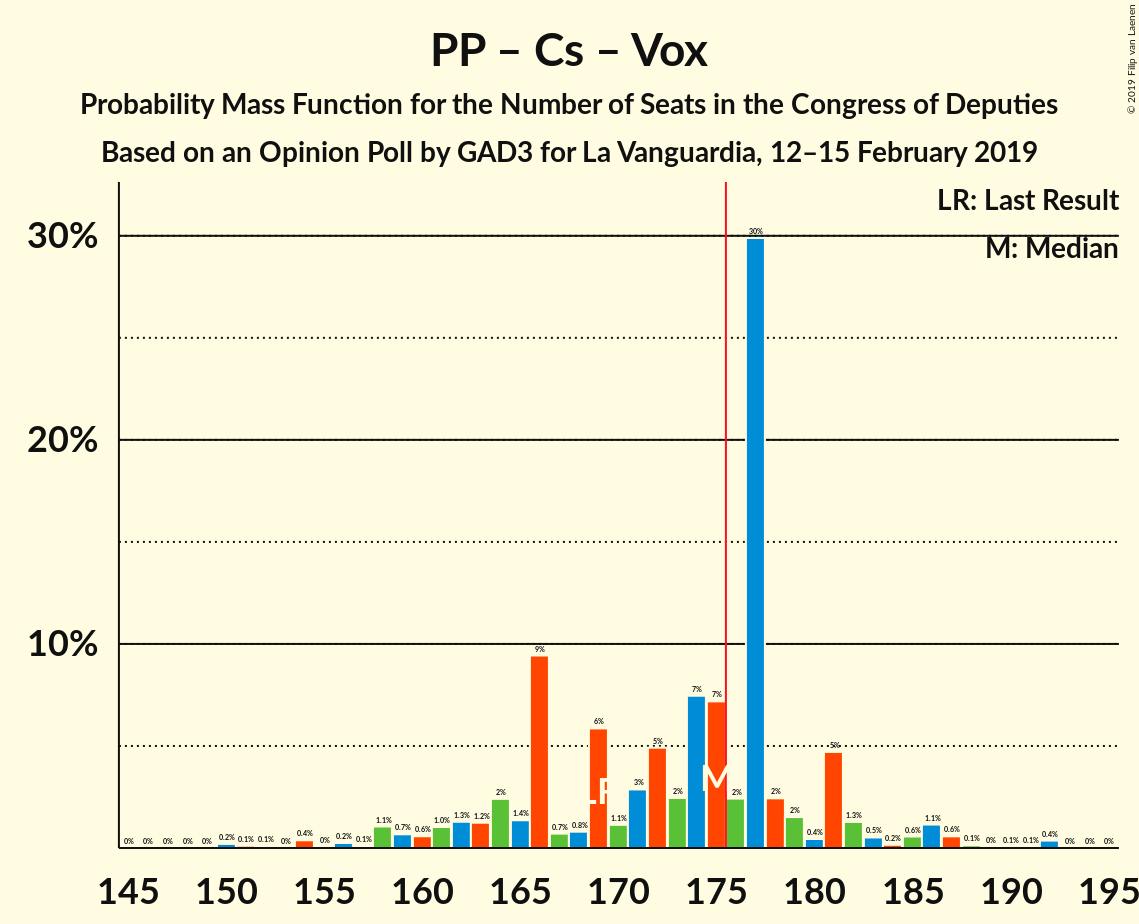 © 2019 Filip van Laenen
PP – Cs – Vox
Probability Mass Function for the Number of Seats in the Congress of Deputies
Based on an Opinion Poll by GAD3 for La Vanguardia, 12–15 February 2019
LR: Last Result
M: Median
30%
20%
10%
0% 0% 0% 0% 0% 0.2% 0.1% 0.1% 0% 0.4% 0% 0.2% 0.1% 1.1% 0.7% 0.6% 1.0% 1.3% 1.2% 2% 1.4% 9% 0.7% 0.8% 6% 1.1% 3% 5% 2% 7% 7% 2% 30% 2% 2% 0.4% 5% 1.3% 0.5% 0.2% 0.6% 1.1% 0.6% 0.1% 0% 0.1% 0.1% 0.4% 0% 0% 0%
LR
M
145 150 155 160 165 170 175 180 185 190 195